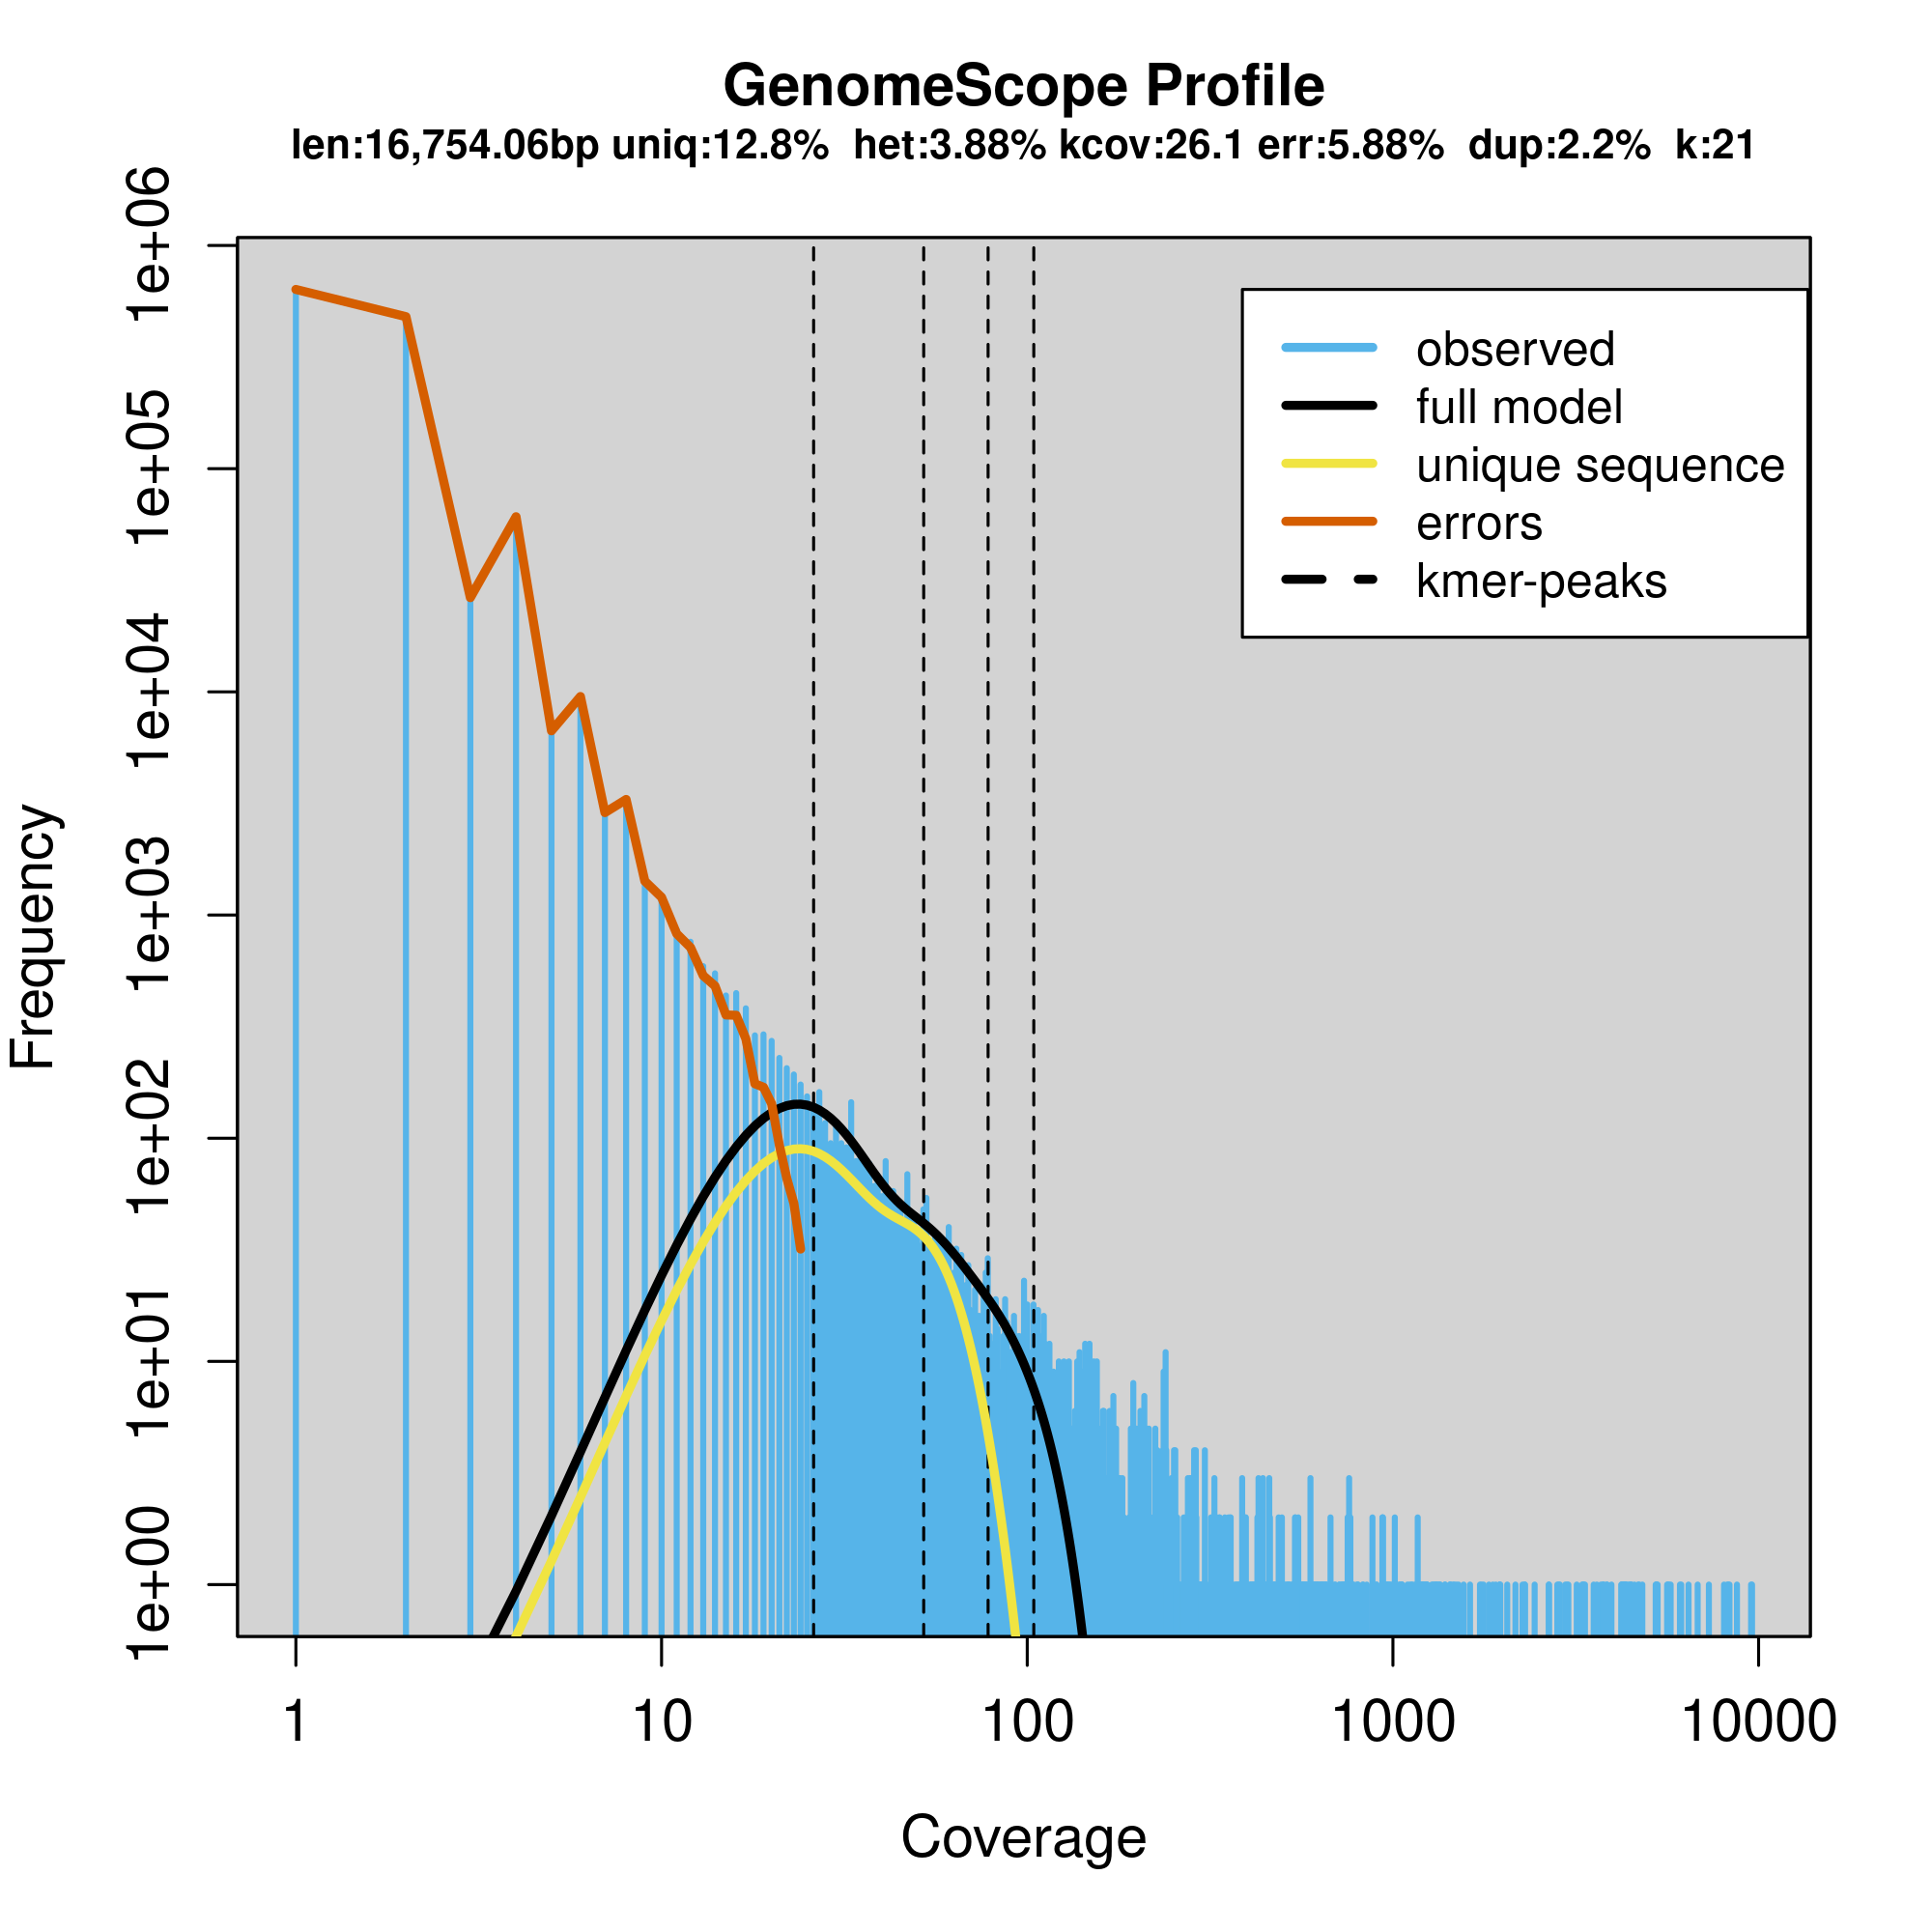 GenomeScope Profile
len:16,754.06bp uniq:12.8% het:3.88% kcov:26.1 err:5.88% dup:2.2% k:21
1e+06
1e+05
1e+04
1e+03
1e+02
1e+01
1e+00
Frequency
observed
full model
unique sequence
errors
kmer-peaks
1 10 100 1000 10000
Coverage